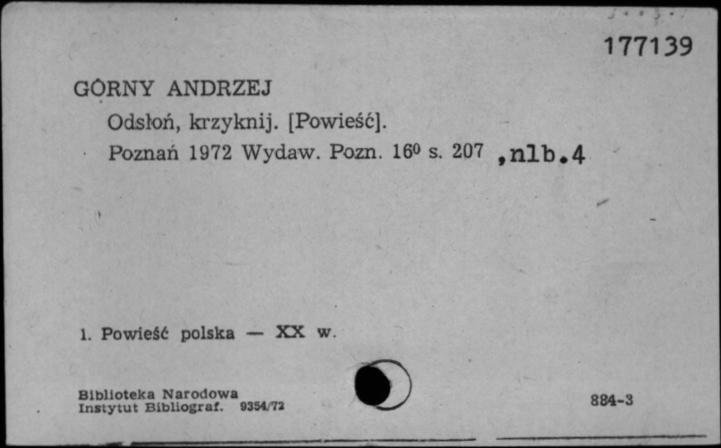 177139
GÓRNY ANDRZEJ
Odsłoń, krzyknij. [Powieść].
Poznań 1972 Wydaw. Pozn. 16⁰ s. 207 ,nlb.4
1. Powieść polska — XX w.
Biblioteka Narodowa
Instytut Bibliograf. 9354/72
884-3